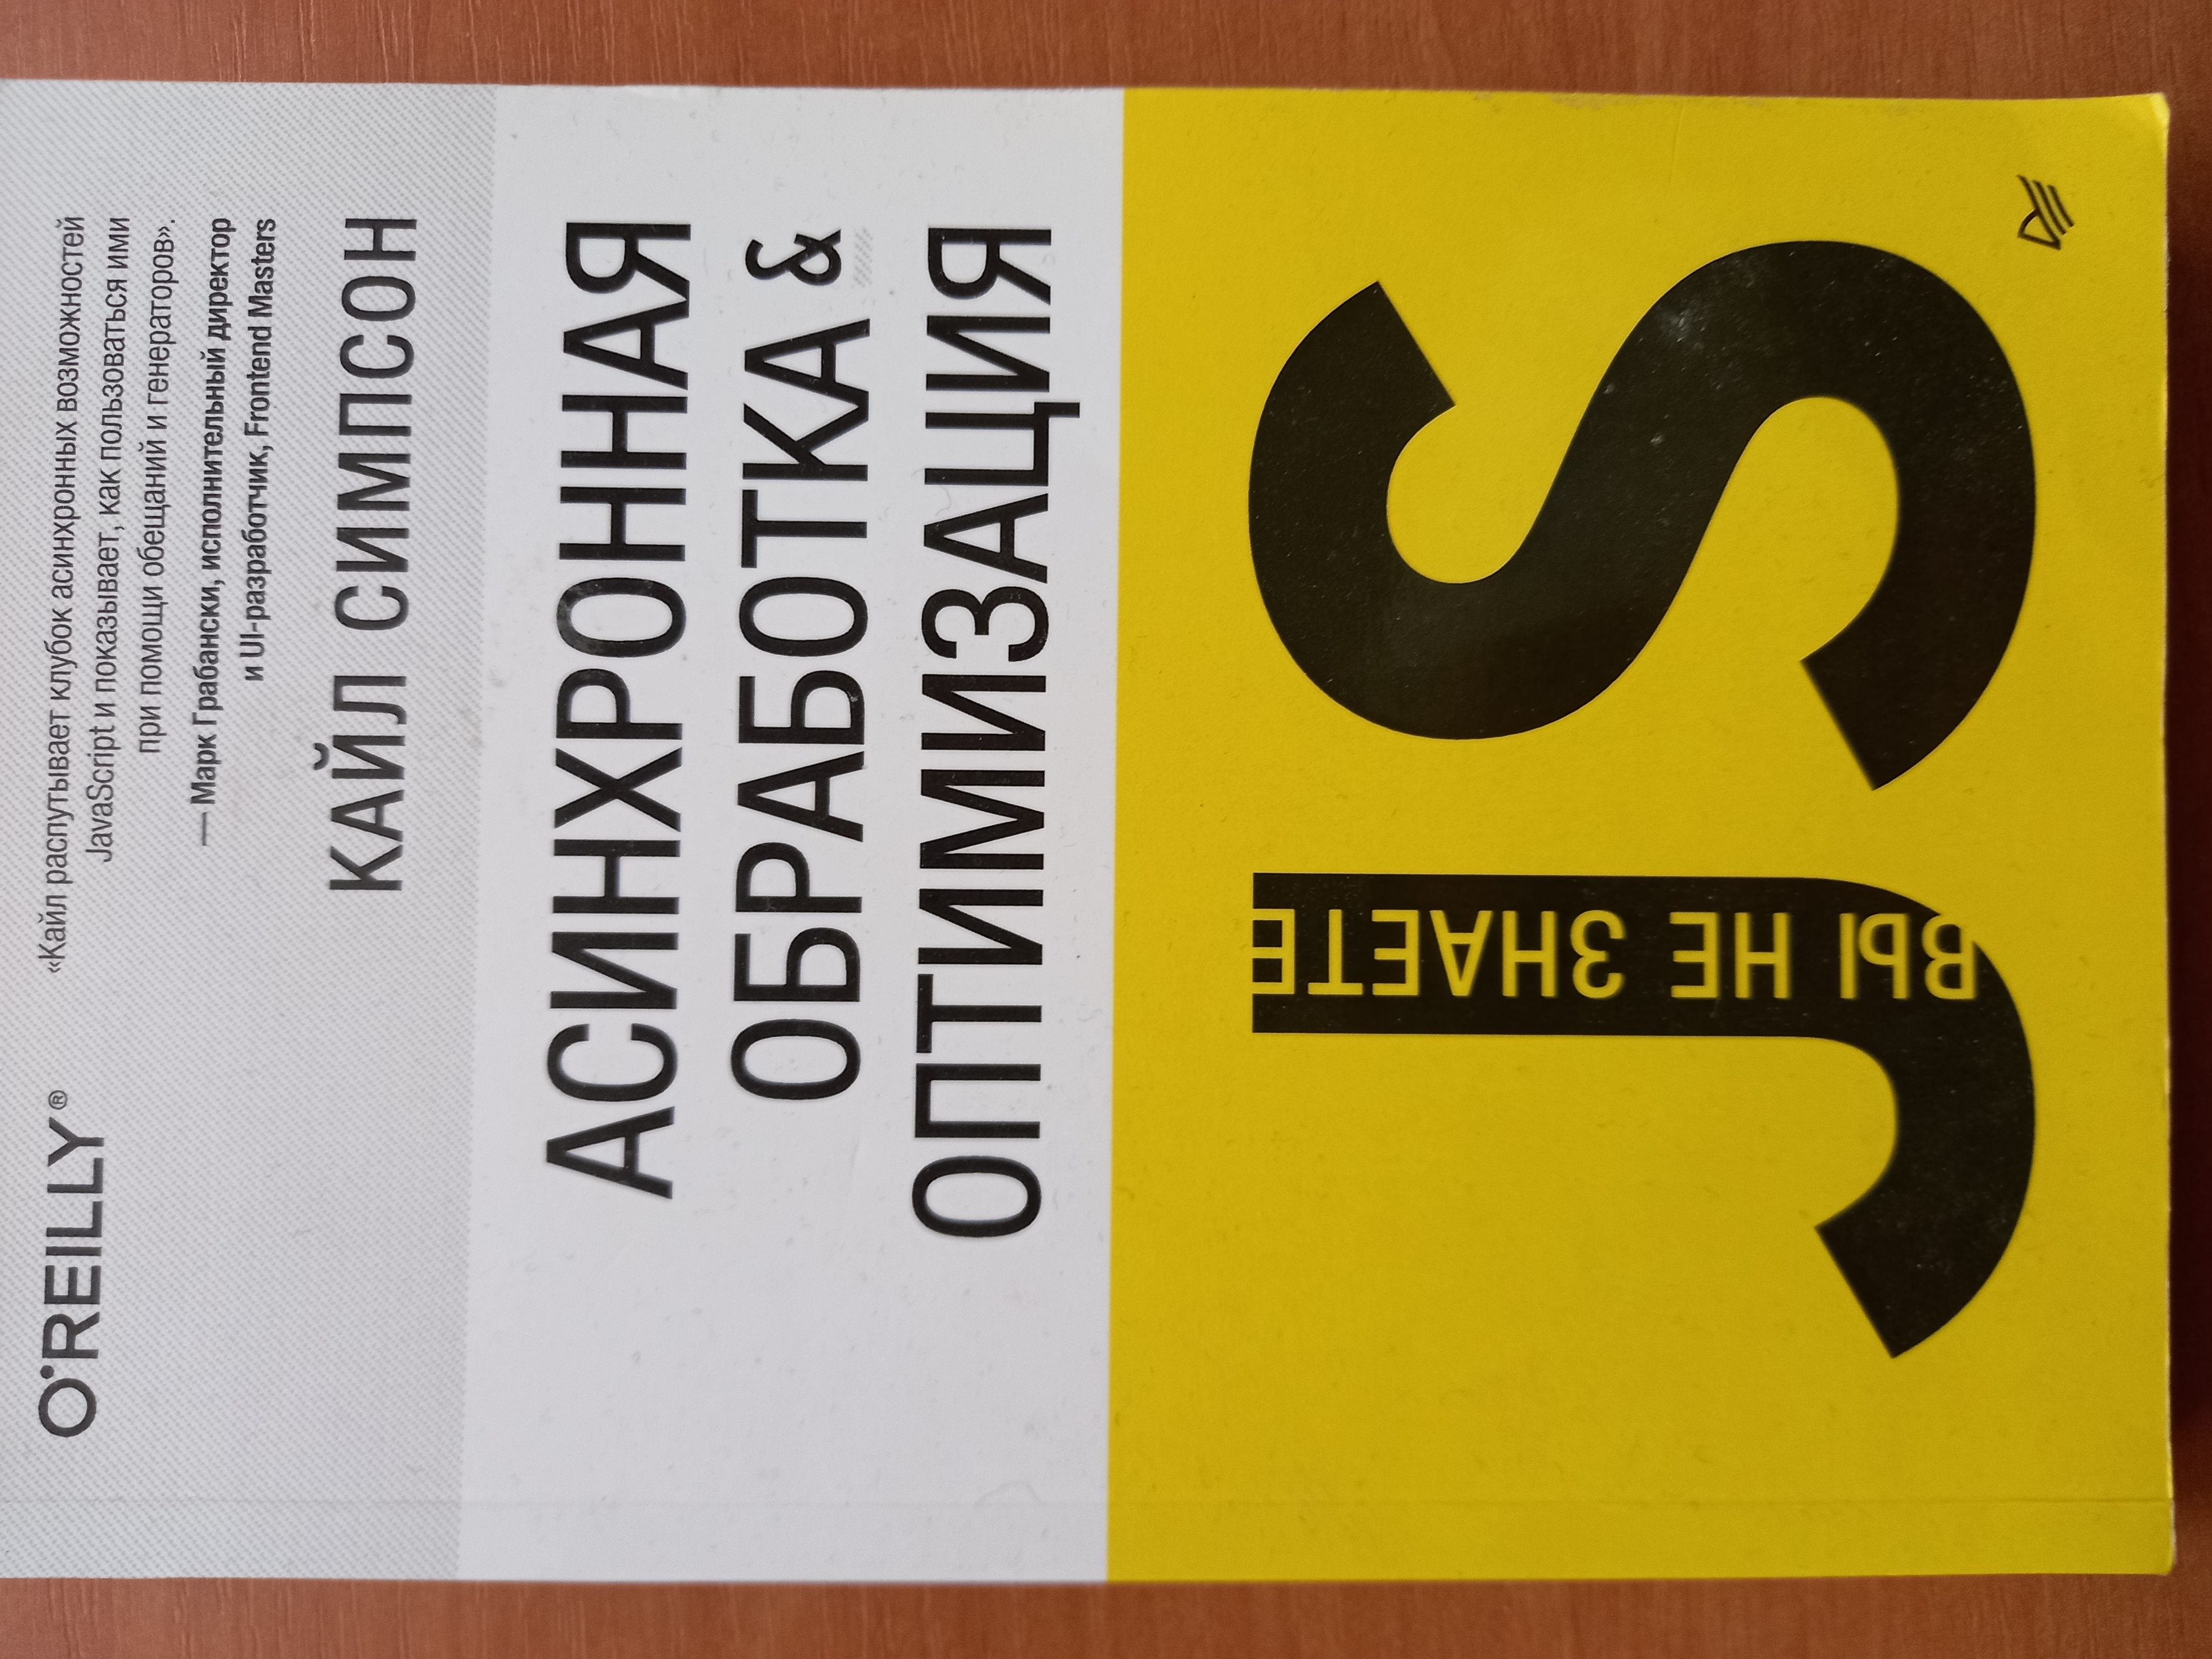 O'REILLY®
«Кайл распутывает клубок асинхронных возможностей
JavaScript и показывает, как пользоваться ими
при помощи обещаний и генераторов».
— Марк Грабански, исполнительный директор
и UI-разработчик, Frontend Masters
КАЙЛ СИМПСОН
АСИНХРОННАЯ
ОБРАБОТКА &
ОПТИМИЗАЦИЯ
ВЫ НЕ ЗНАЕТЕ
JS